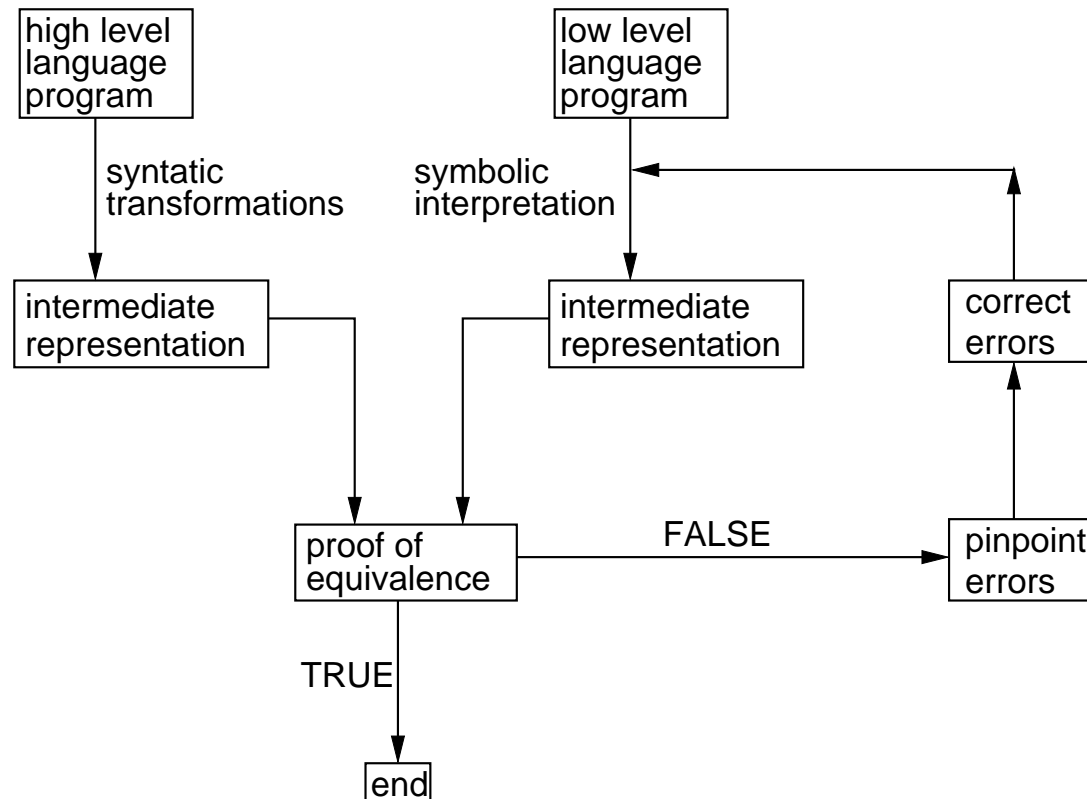 high level
language
program
low level
language
program
syntatic
transformations
symbolic
interpretation
intermediate
representation
intermediate
representation
correct
errors
proof of
equivalence
FALSE
pinpoint
errors
TRUE
end